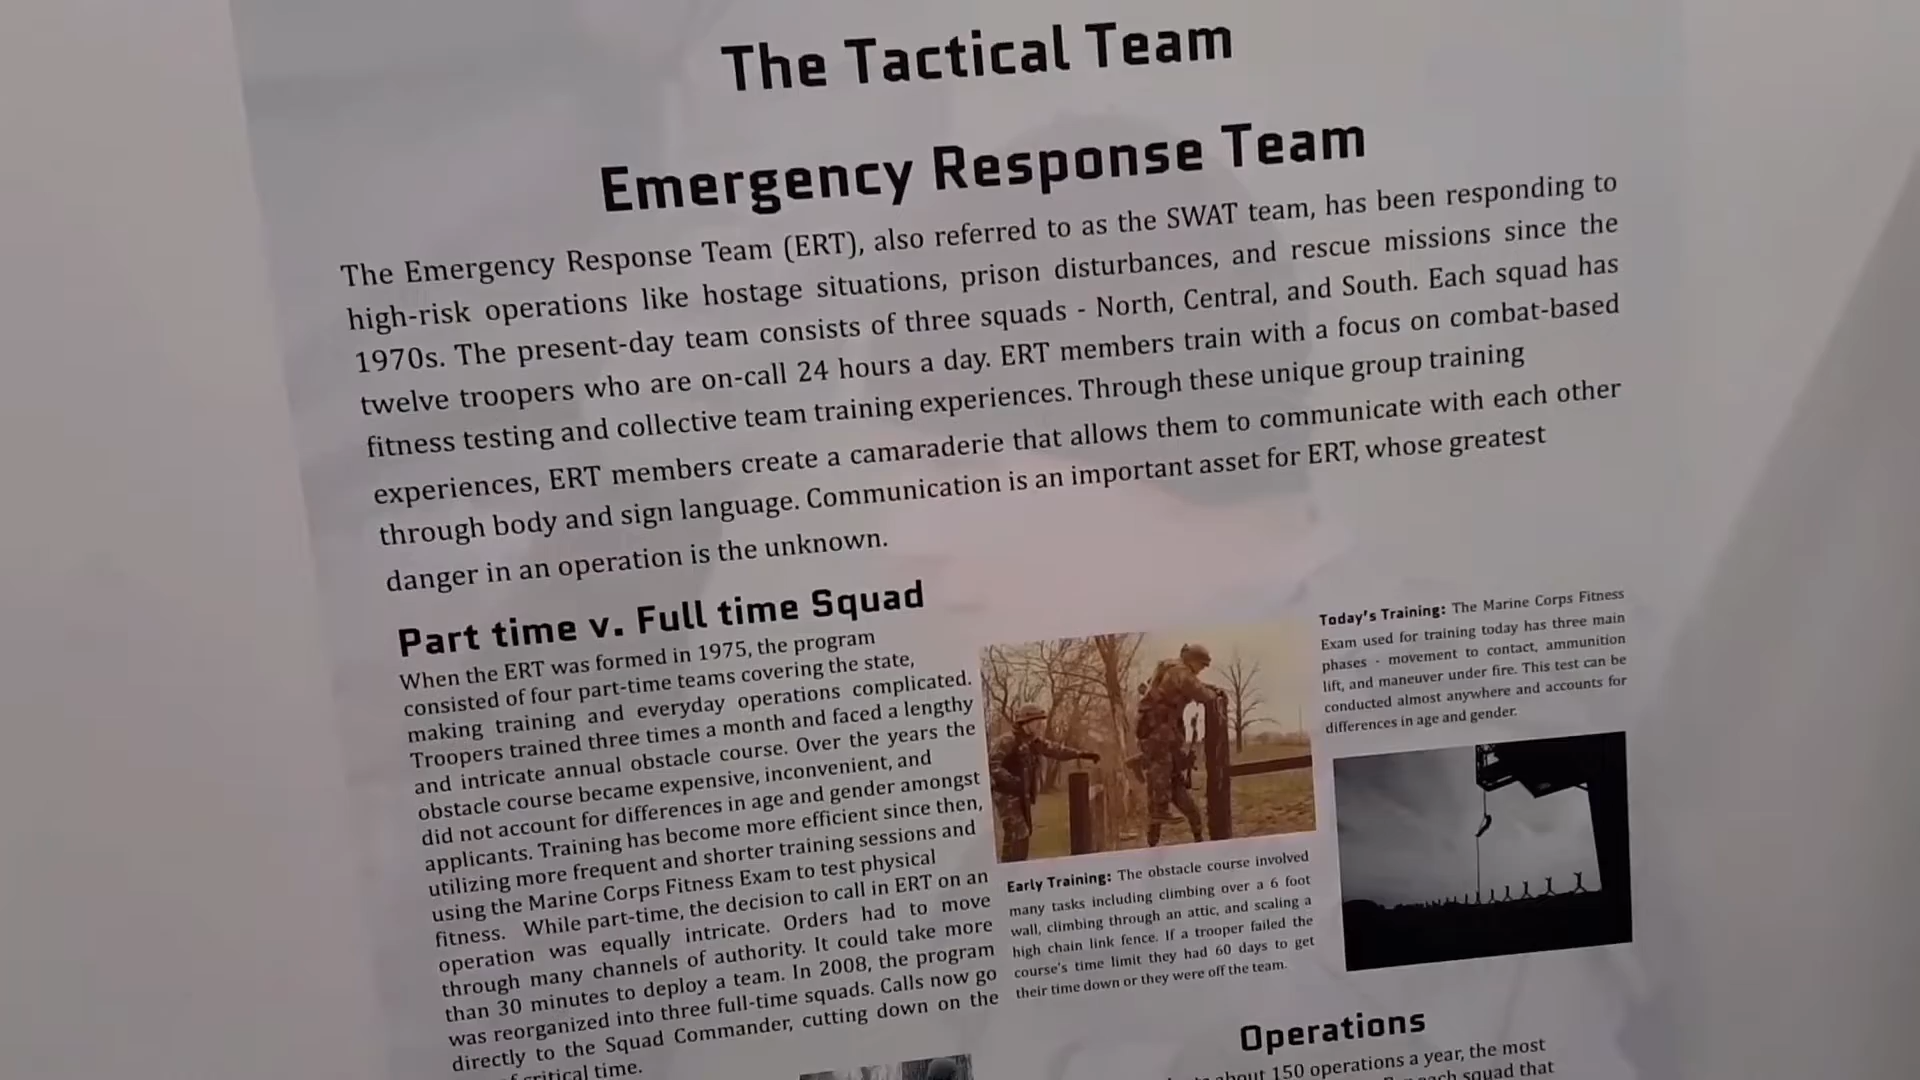 The Tactical Team
Emergency Response Team
The Emergency Response Team (ERT), also referred to as the SWAT team, has been responding to
high-risk operations like hostage situations, prison disturbances, and rescue missions since the
1970s. The present-day team consists of three squads - North, Central, and South. Each squad has
twelve troopers who are on-call 24 hours a day. ERT members train with a focus on combat-based
fitness testing and collective team training experiences. Through these unique group training
experiences, ERT members create a camaraderie that allows them to communicate with each other
through body and sign language. Communication is an important asset for ERT, whose greatest
danger in an operation is the unknown.
Part time v. Full time Squad
When the ERT was formed in 1975, the program
consisted of four part-time teams covering the state,
making training and everyday operations complicated.
Troopers trained three times a month and faced a lengthy
and intricate annual obstacle course. Over the years the
obstacle course became expensive, inconvenient, and
did not account for differences in age and gender amongst
applicants. Training has become more efficient since then,
utilizing more frequent and shorter training sessions and
using the Marine Corps Fitness Exam to test physical
fitness. While part-time, the decision to call in ERT on an
operation was equally intricate. Orders had to move
through many channels of authority. It could take more
than 30 minutes to deploy a team. In 2008, the program
was reorganized into three full-time squads. Calls now go
directly to the Squad Commander, cutting down on the
critical time.
Early Training: The obstacle course involved
many tasks including climbing over a 6 foot
wall, climbing through an attic, and scaling a
high chain link fence. If a trooper failed the
course's time limit they had 60 days to get
their time down or they were off the team.
Today's Training: The Marine Corps Fitness
Exam used for training today has three main
phases - movement to contact, ammunition
lift, and maneuver under fire. This test can be
conducted almost anywhere and accounts for
differences in age and gender.
Operations
about 150 operations a year, the most
each squad that